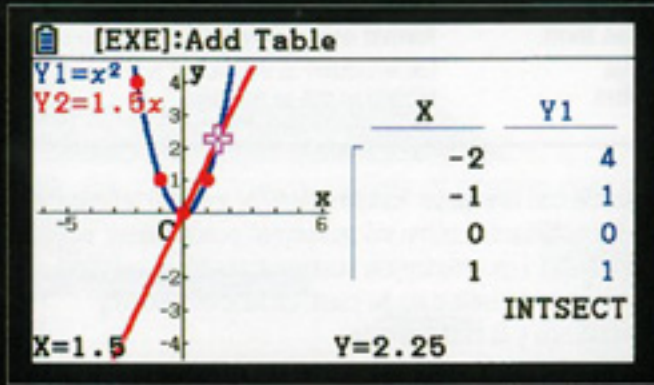 [EXE]:Add Table
Y1=x²
Y2=1.5x
y
4
3
2
1
-5
O
x
6
-2
-3
-4
X Y1
-2 4
-1 1
0 0
1 1
INTSECT
X=1.5 Y=2.25